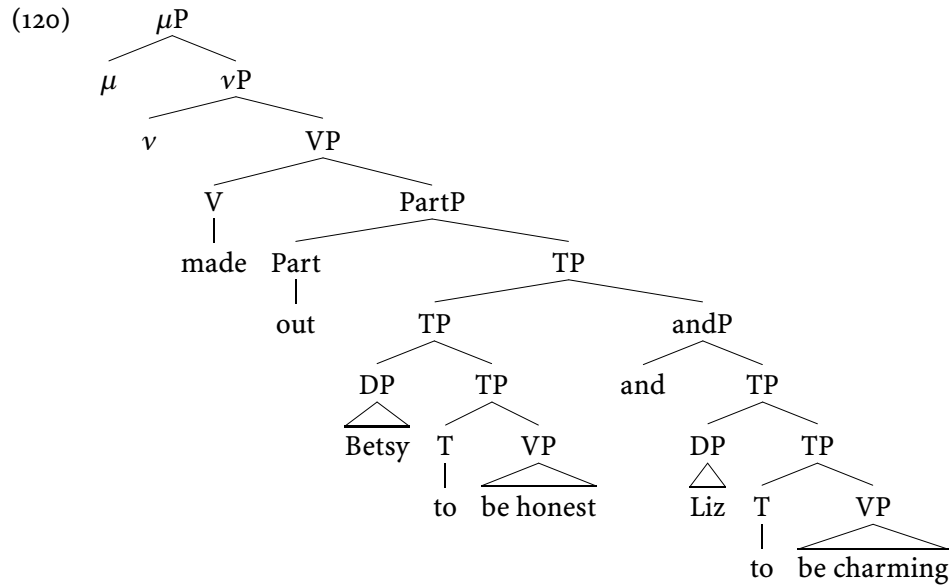 (120) μP
μ νP
ν VP
V PartP
made Part TP
out TP andP
DP TP and TP
Betsy T VP DP TP
to be honest Liz T VP
to be charming